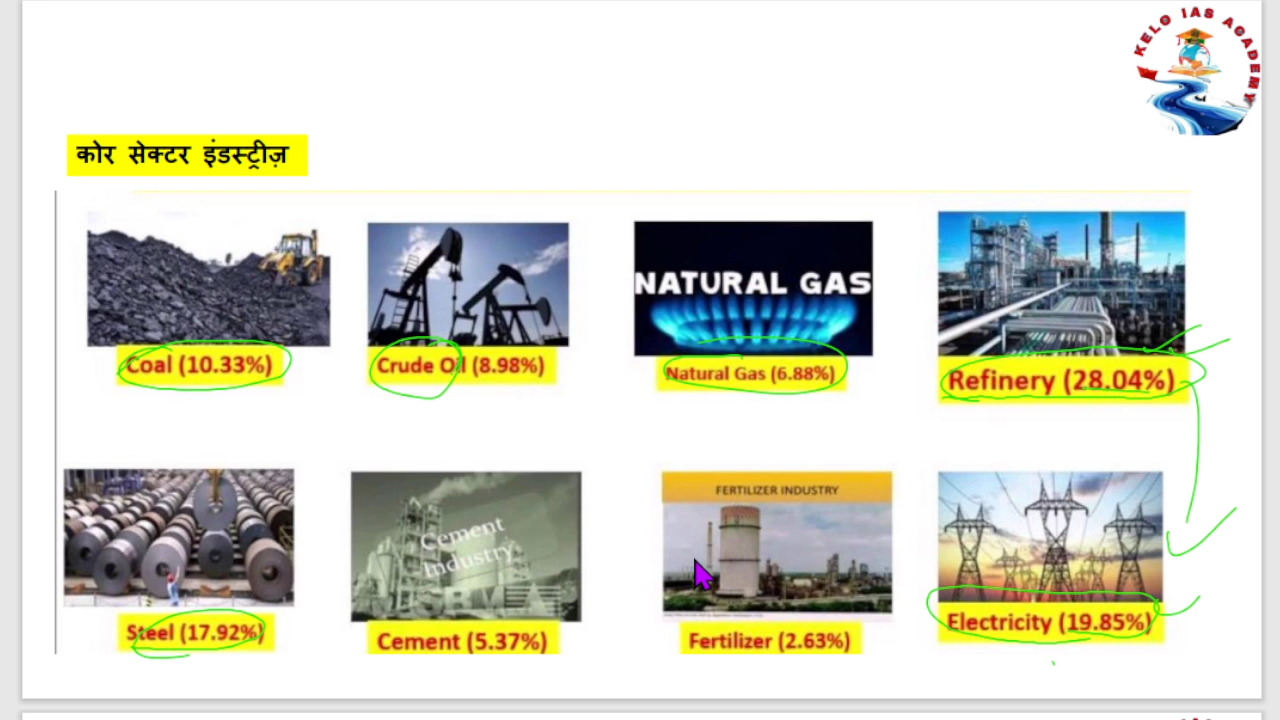 KELO IAS ACADEMY
कोर सेक्टर इंडस्ट्रीज़
NATURAL GAS
Coal (10.33%)
Crude Oil (8.98%)
Natural Gas (6.88%)
Refinery (28.04%)
Cement Industry
FERTILIZER INDUSTRY
Steel (17.92%)
Cement (5.37%)
Fertilizer (2.63%)
Electricity (19.85%)